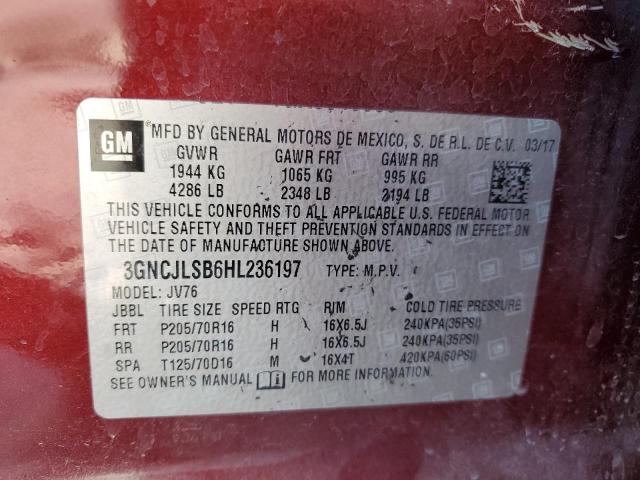 GM
MFD BY GENERAL MOTORS DE MEXICO, S. DE R.L. DE C.V. 03/17
GVWR GAWR FRT GAWR RR
1944 KG 1065 KG 995 KG
4286 LB 2348 LB 2194 LB
THIS VEHICLE CONFORMS TO ALL APPLICABLE U.S. FEDERAL MOTOR
VEHICLE SAFETY AND THEFT PREVENTION STANDARDS IN EFFECT ON
THE DATE OF MANUFACTURE SHOWN ABOVE.
3GNCJLSB6HL236197 TYPE: M.P.V.
MODEL: JV76
JBBL TIRE SIZE SPEED RTG RIM COLD TIRE PRESSURE
FRT P205/70R16 H 16X6.5J 240KPA(35PSI)
RR P205/70R16 H 16X6.5J 240KPA(35PSI)
SPA T125/70D16 M 16X4T 420KPA(60PSI)
SEE OWNER'S MANUAL FOR MORE INFORMATION.